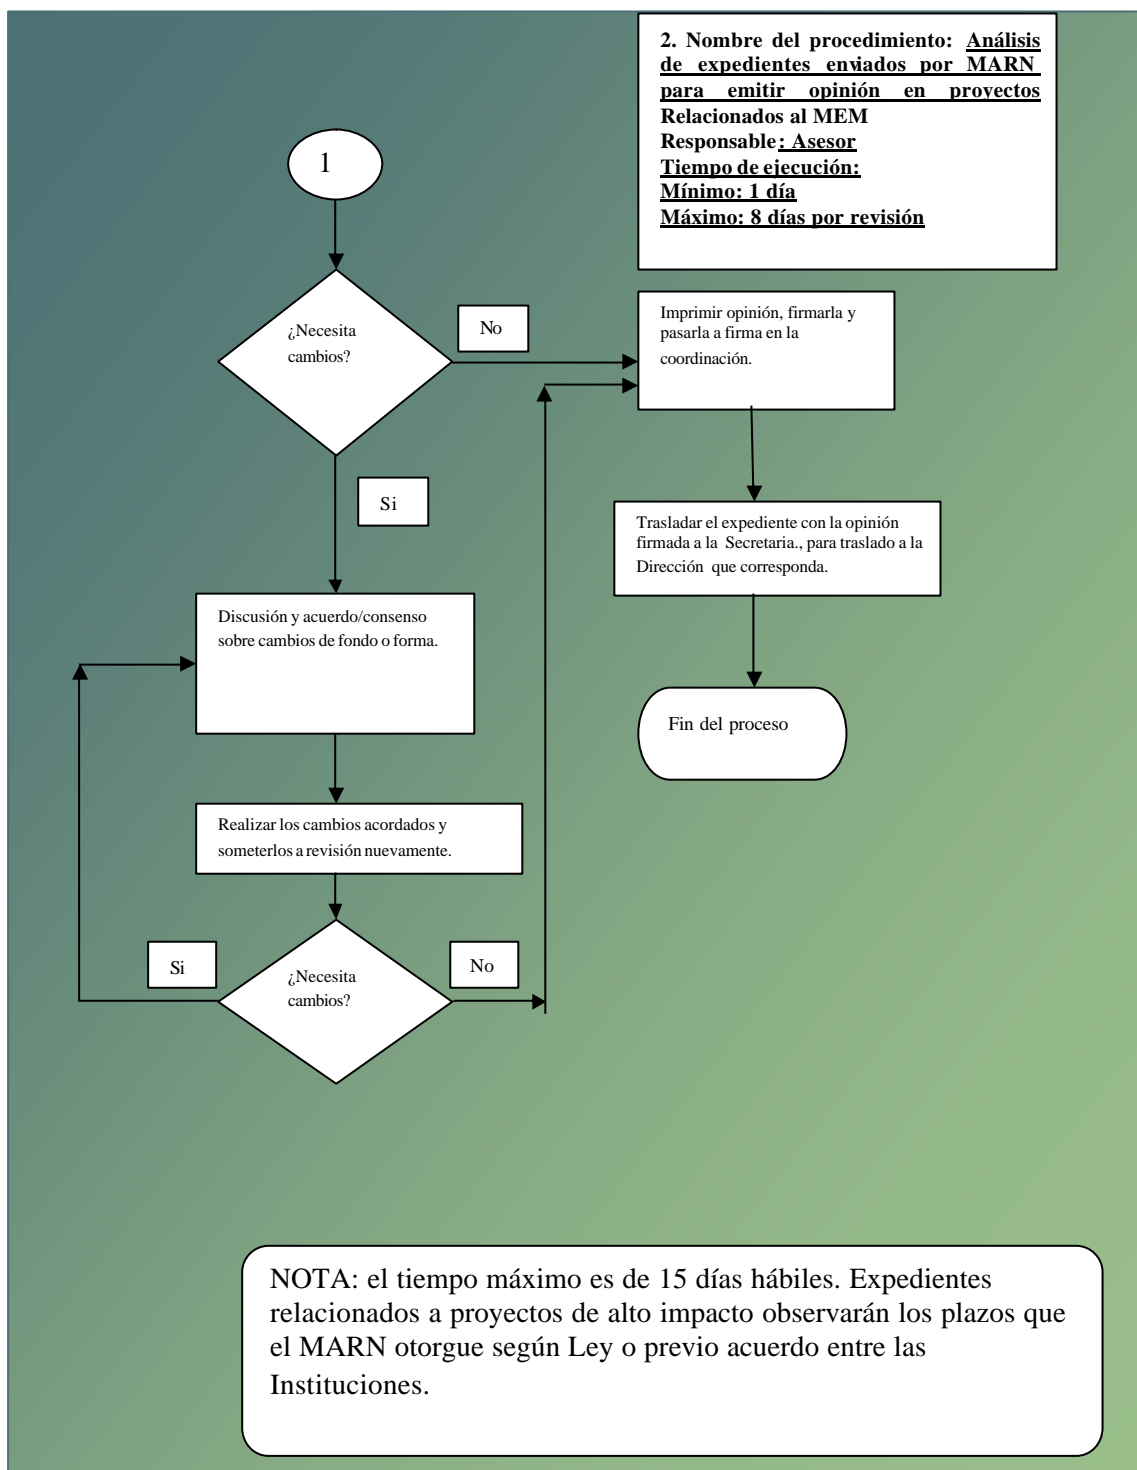 2. Nombre del procedimiento: Análisis
de expedientes enviados por MARN
para emitir opinión en proyectos
Relacionados al MEM
Responsable: Asesor
Tiempo de ejecución:
Mínimo: 1 día
Máximo: 8 días por revisión
1
¿Necesita
cambios?
No
Imprimir opinión, firmarla y
pasarla a firma en la
coordinación.
Si
Trasladar el expediente con la opinión
firmada a la Secretaria., para traslado a la
Dirección que corresponda.
Discusión y acuerdo/consenso
sobre cambios de fondo o forma.
Fin del proceso
Realizar los cambios acordados y
someterlos a revisión nuevamente.
Si
¿Necesita
cambios?
No
NOTA: el tiempo máximo es de 15 días hábiles. Expedientes
relacionados a proyectos de alto impacto observarán los plazos que
el MARN otorgue según Ley o previo acuerdo entre las
Instituciones.